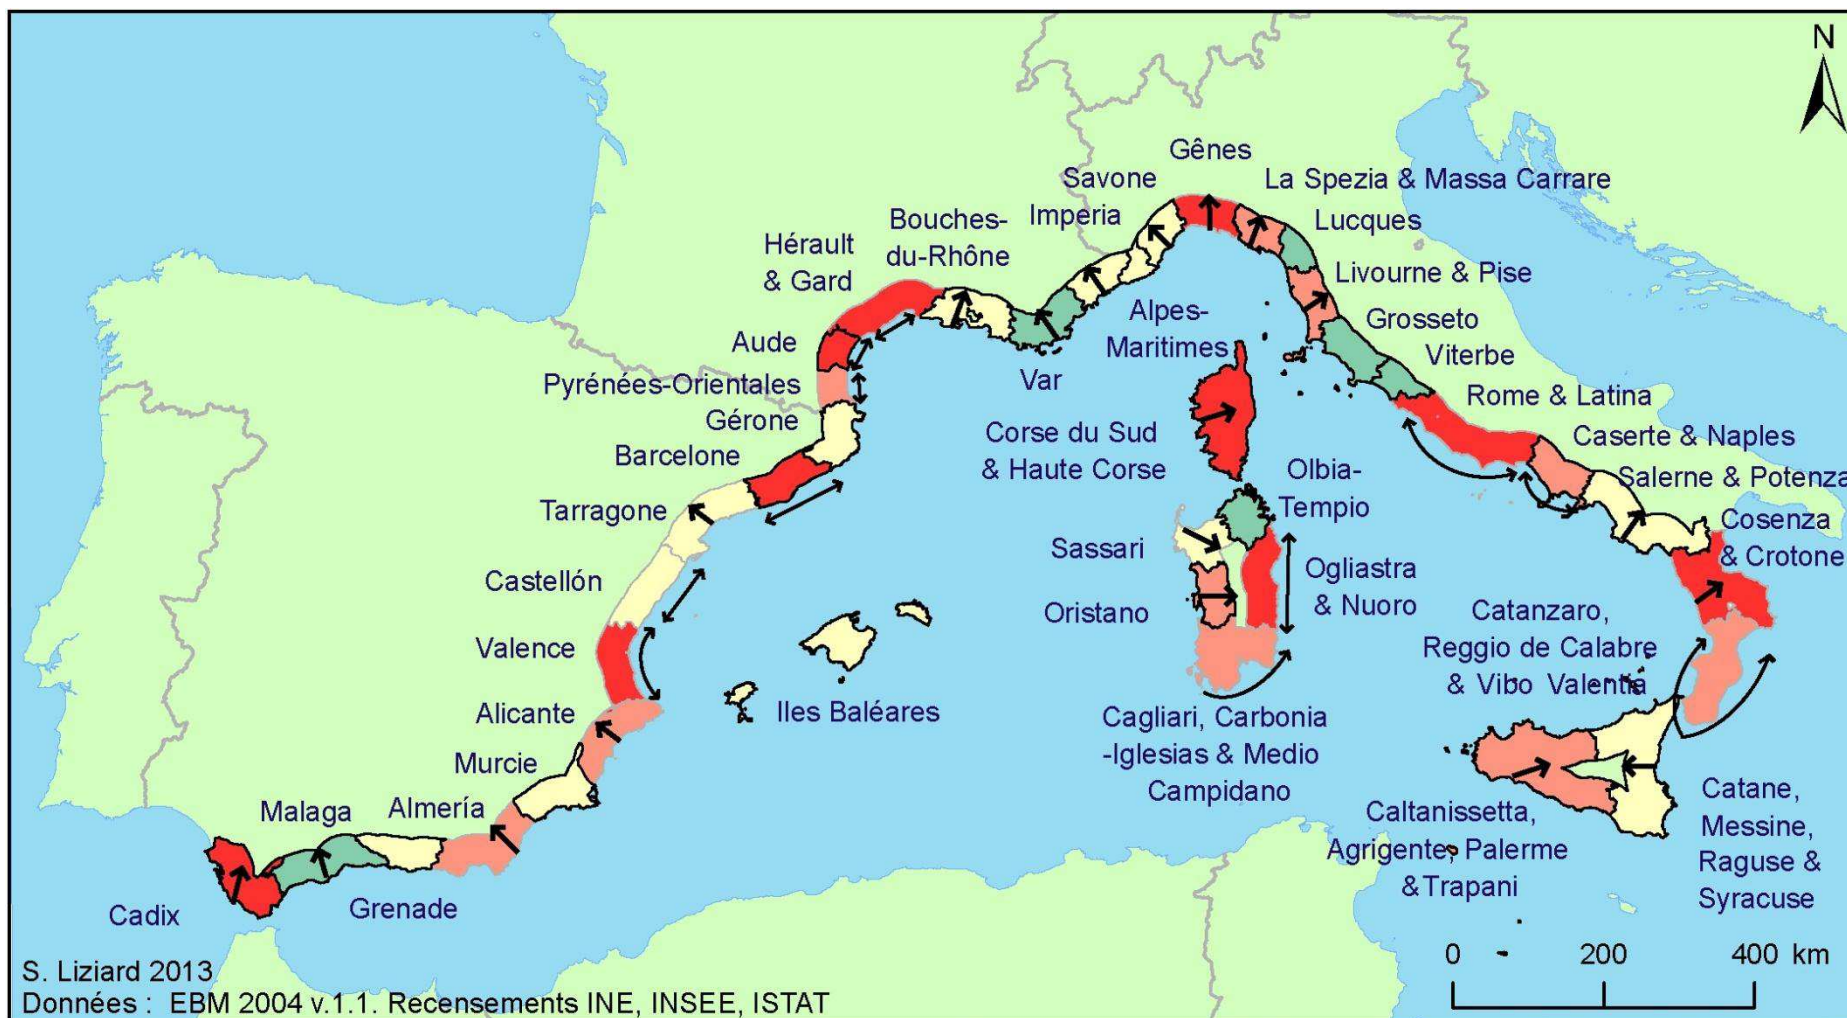 N
Gênes
Savone
La Spezia & Massa Carrare
Imperia
Lucques
Bouches-
du-Rhône
Hérault
& Gard
Livourne & Pise
Grosseto
Alpes-
Maritimes
Aude
Viterbe
Pyrénées-Orientales
Var
Rome & Latina
Gérone
Corse du Sud
& Haute Corse
Caserte & Naples
Barcelone
Olbia-
Tempio
Salerne & Potenza
Tarragone
Cosenza
& Crotone
Sassari
Castellón
Ogliastra
& Nuoro
Oristano
Catanzaro,
Reggio de Calabre
& Vibo Valentia
Valence
Iles Baléares
Alicante
Cagliari, Carbonia
-Iglesias & Medio
Campidano
Murcie
Almería
Malaga
Catane,
Messine,
Raguse &
Syracuse
Caltanissetta,
Agrigente, Palerme
&Trapani
Grenade
Cadix
0 200 400 km
S. Liziard 2013
Données : EBM 2004 v.1.1. Recensements INE, INSEE, ISTAT